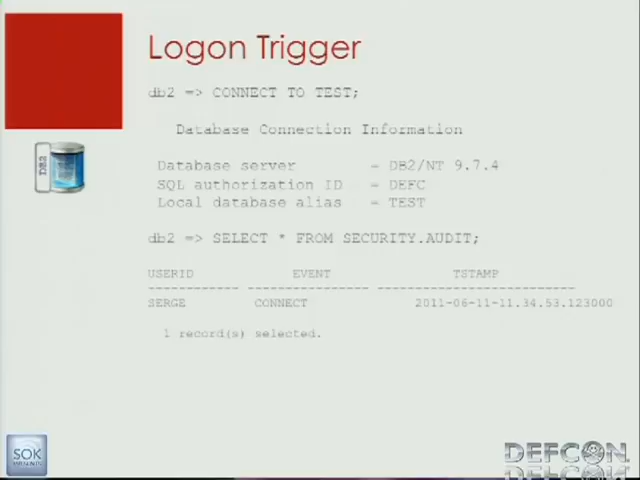 Logon Trigger
db2 => CONNECT TO TEST;
Database Connection Information
Database server = DB2/NT 9.7.4
SQL authorization ID = DEFC
Local database alias = TEST
DB2
db2 => SELECT * FROM SECURITY.AUDIT;
USERID EVENT TSTAMP
------------ ---------------- -----------------------------
SERGE CONNECT 2011-06-11-11.34.53.123000
1 record(s) selected.
SOK
DEFCON